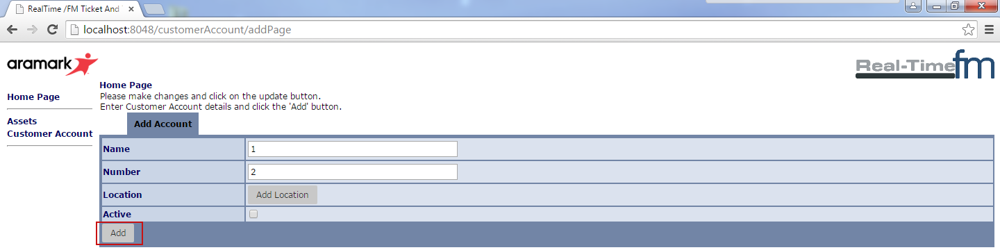 RealTime /FM Ticket And
localhost:8048/customerAccount/addPage
aramark
Real-Timefm
Home Page
Assets
Customer Account
Home Page
Please make changes and click on the update button.
Enter Customer Account details and click the 'Add' button.
Add Account
Name 1
Number 2
Location Add Location
Active
Add